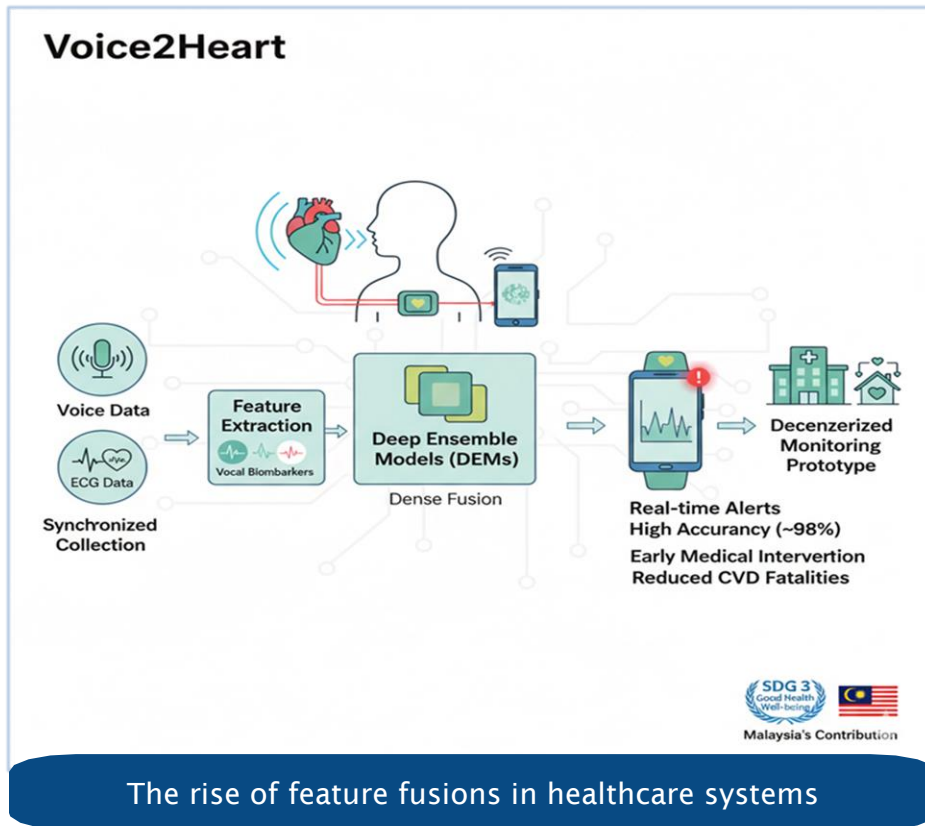 Voice2Heart
Voice Data
ECG Data
Synchronized
Collection
Feature
Extraction
Vocal Biombarkers
Deep Ensemble
Models (DEMs)
Dense Fusion
Real-time Alerts
High Accurancy (~98%)
Early Medical Intervertion
Reduced CVD Fatalities
!
Decenzerized
Monitoring
Prototype
SDG 3
Good Health
Well-being
Malaysia's Contribution
The rise of feature fusions in healthcare systems